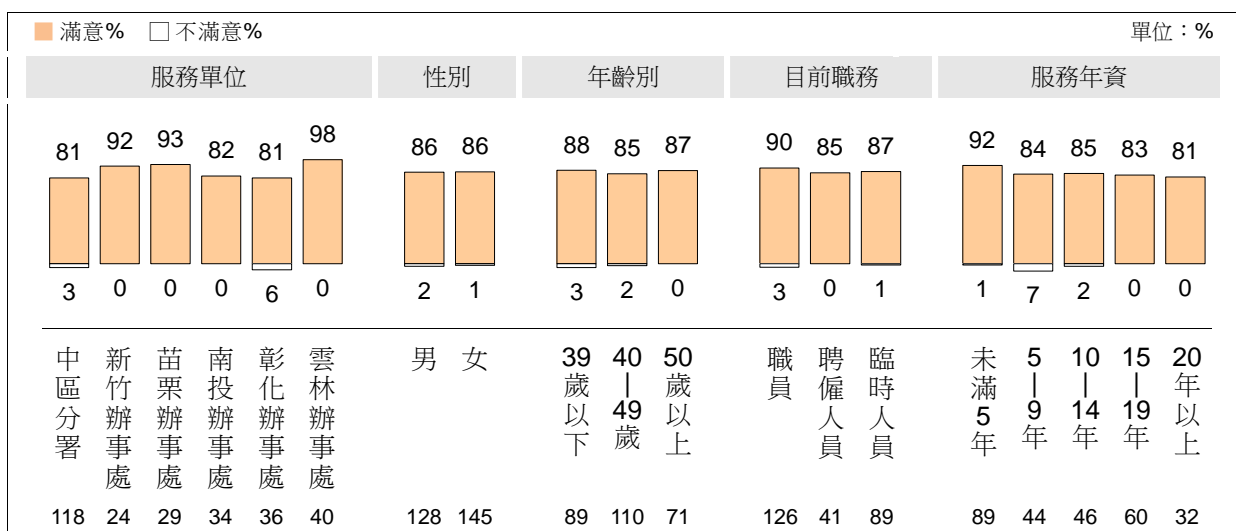 滿意% 不滿意% 單位：%
服務單位 性別 年齡別 目前職務 服務年資
81 92 93 82 81 98 86 86 88 85 87 90 85 87 92 84 85 83 81
3 0 0 0 6 0 2 1 3 2 0 3 0 1 1 7 2 0 0
中區分署
新竹辦事處
苗栗辦事處
南投辦事處
彰化辦事處
雲林辦事處
男
女
39歲以下
40－49歲
50歲以上
職員
聘僱人員
臨時人員
未滿5年
5－9年
10－14年
15－19年
20年以上
118 24 29 34 36 40 128 145 89 110 71 126 41 89 89 44 46 60 32